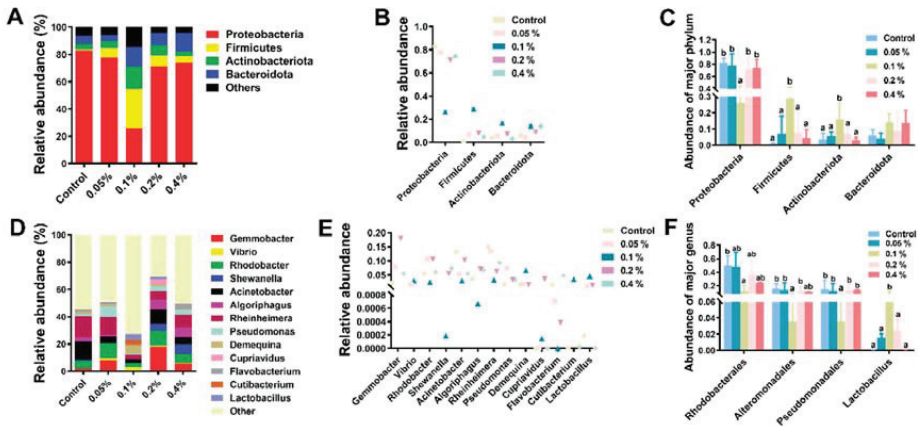 A
Relative abundance (%)
100
80
60
40
20
0
Control
0.05%
0.1%
0.2%
0.4%
Proteobacteria
Firmicutes
Actinobacteriota
Bacteroidota
Others
B
Relative abundance
1.0
0.8
0.6
0.4
0.2
0.0
Proteobacteria
Firmicutes
Actinobacteriota
Bacteroidota
Control
0.05 %
0.1 %
0.2 %
0.4 %
C
Abundance of major phylum
1.2
1.0
0.8
0.6
0.4
0.3
0.2
0.1
0.0
b b a b b
a a b a a
a a b a a
Proteobacteria
Firmicutes
Actinobacteriota
Bacteroidota
Control
0.05%
0.1%
0.2%
0.4%
D
Relative abundance (%)
100
80
60
40
20
0
Control
0.05%
0.1%
0.2%
0.4%
Gemmobacter
Vibrio
Rhodobacter
Shewanella
Acinetobacter
Algoriphagus
Rheinheimera
Pseudomonas
Demequina
Cupriavidus
Flavobacterium
Cutibacterium
Lactobacillus
Other
E
Relative abundance
0.20
0.15
0.10
0.05
0.0008
0.0006
0.0004
0.0002
0.0000
Gemmobacter
Vibrio
Rhodobacter
Shewanella
Acinetobacter
Algoriphagus
Rheinheimera
Pseudomonas
Demequina
Cupriavidus
Flavobacterium
Cutibacterium
Lactobacillus
Control
0.05 %
0.1 %
0.2 %
0.4 %
F
Abundance of major genus
0.8
0.6
0.4
0.2
0.06
0.04
0.02
0.00
b ab a ab ab
b b a b b
b b a b b
a a b a a
Rhodobacterales
Alteromonadales
Pseudomonadales
Lactobacillus
Control
0.05%
0.1%
0.2%
0.4%